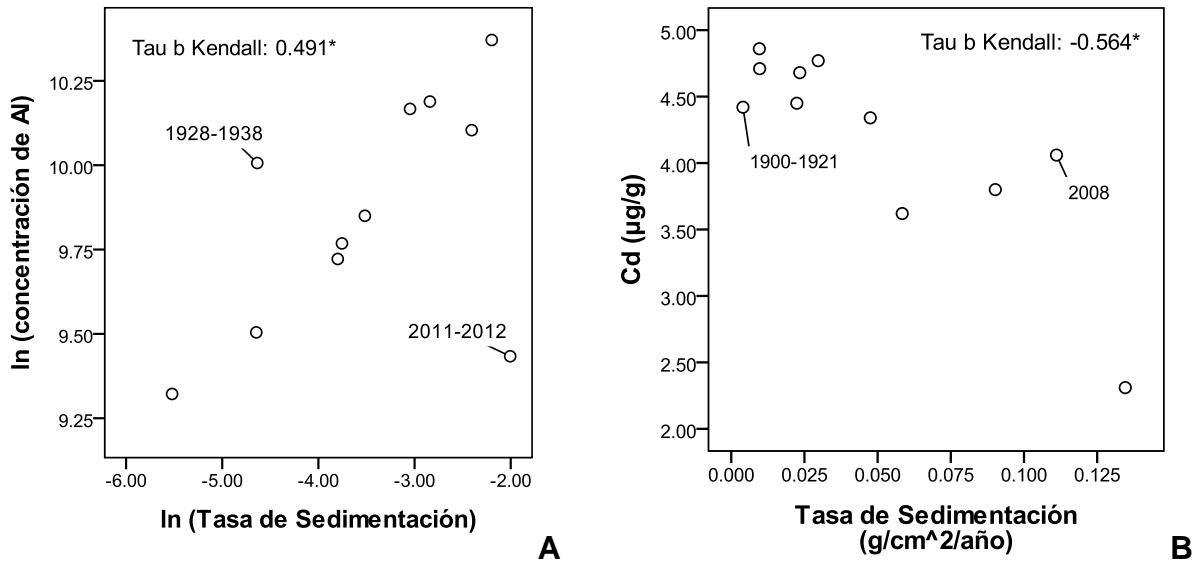 Tau b Kendall: 0.491*
10.25
10.00
9.75
9.50
9.25
1928-1938
2011-2012
ln (concentración de Al)
-6.00 -5.00 -4.00 -3.00 -2.00
ln (Tasa de Sedimentación)
A
Tau b Kendall: -0.564*
5.00
4.50
4.00
3.50
3.00
2.50
2.00
1900-1921
2008
Cd (µg/g)
0.000 0.025 0.050 0.075 0.100 0.125
Tasa de Sedimentación
(g/cm^2/año)
B